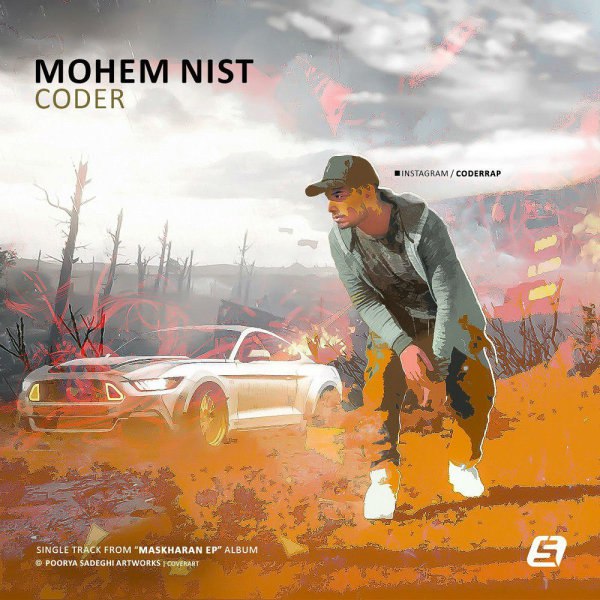 MOHEM NIST
CODER
■INSTAGRAM / CODERRAP
SINGLE TRACK FROM "MASKHARAN EP" ALBUM
© POORYA SADEGHI ARTWORKS | COVERART